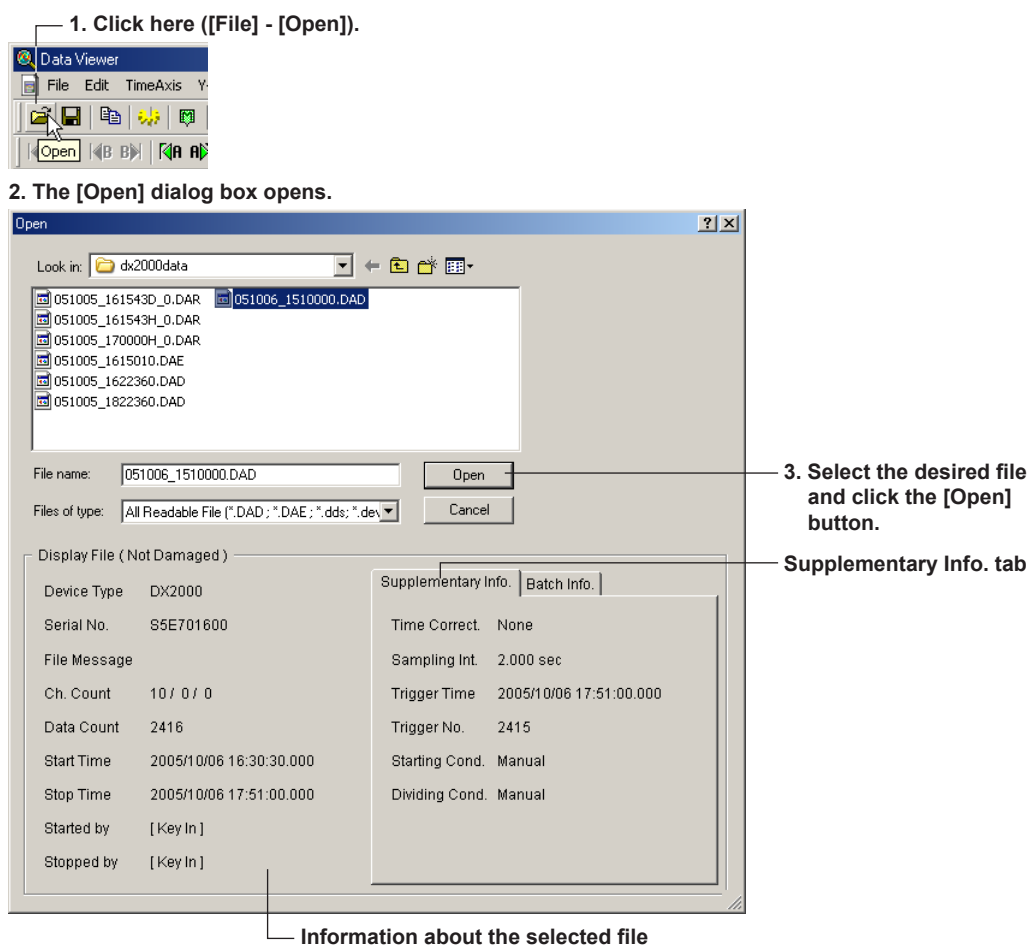 1. Click here ([File] - [Open]).
Data Viewer
File Edit TimeAxis Y-
Open
B B A A
2. The [Open] dialog box opens.
Open
Look in: dx2000data
051005_161543D_0.DAR 051006_1510000.DAD
051005_161543H_0.DAR
051005_170000H_0.DAR
051005_1615010.DAE
051005_1622360.DAD
051005_1822360.DAD
File name: 051006_1510000.DAD Open
Files of type: All Readable File (*.DAD ; *.DAE ; *.dds; *.dev Cancel
3. Select the desired file
and click the [Open]
button.
Display File ( Not Damaged )
Supplementary Info. tab
Supplementary Info. Batch Info.
Device Type DX2000
Serial No. S5E701600
File Message
Ch. Count 10 / 0 / 0
Data Count 2416
Start Time 2005/10/06 16:30:30.000
Stop Time 2005/10/06 17:51:00.000
Started by [ Key In ]
Stopped by [ Key In ]
Time Correct. None
Sampling Int. 2.000 sec
Trigger Time 2005/10/06 17:51:00.000
Trigger No. 2415
Starting Cond. Manual
Dividing Cond. Manual
Information about the selected file